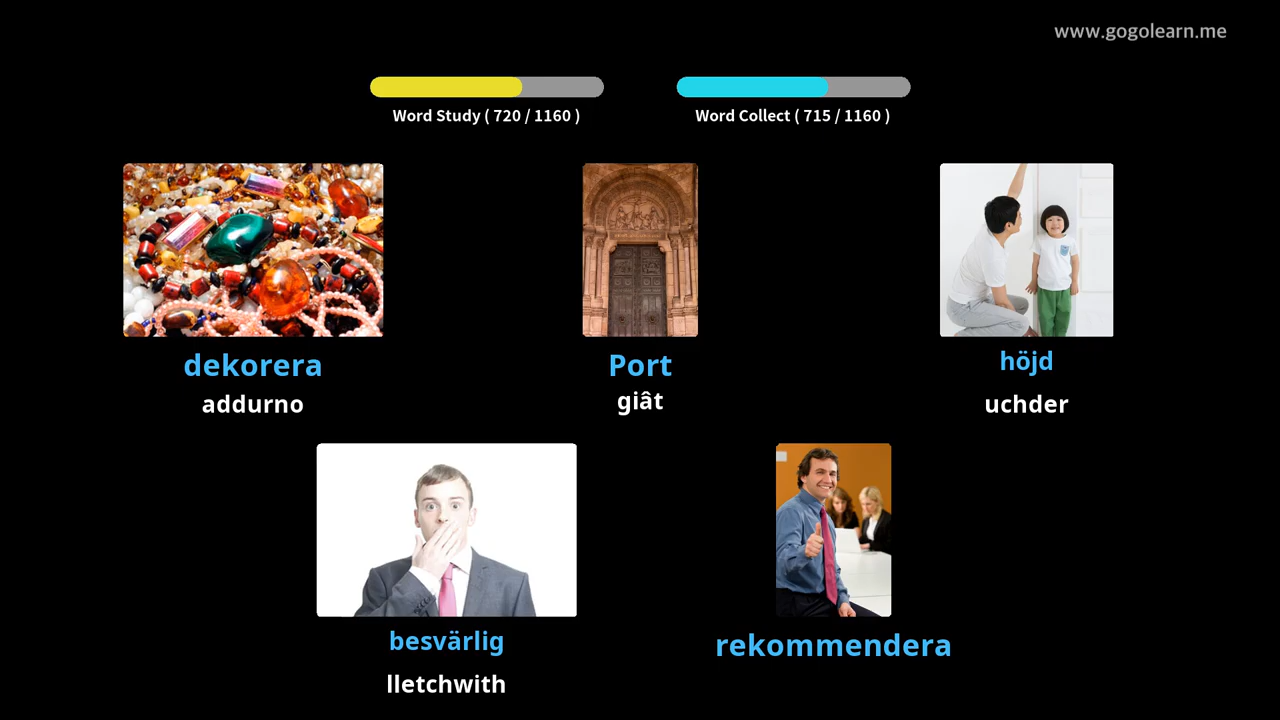 www.gogolearn.me
Word Study ( 720 / 1160 )
Word Collect ( 715 / 1160 )
dekorera
addurno
Port
giât
höjd
uchder
besvärlig
lletchwith
rekommendera